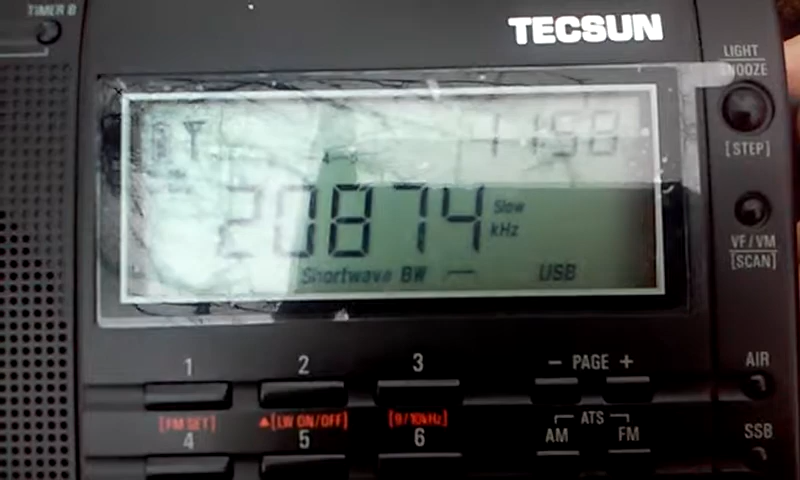 TIMER B
TECSUN
LIGHT
SNOOZE
[STEP]
1158
20874
Slow
kHz
Shortwave BW
USB
VF / VM
[SCAN]
1
2
3
- PAGE +
AIR
[FM SET]
▲[LW ON/OFF]
[9/10kHz]
ATS
4
5
6
AM
FM
SSB